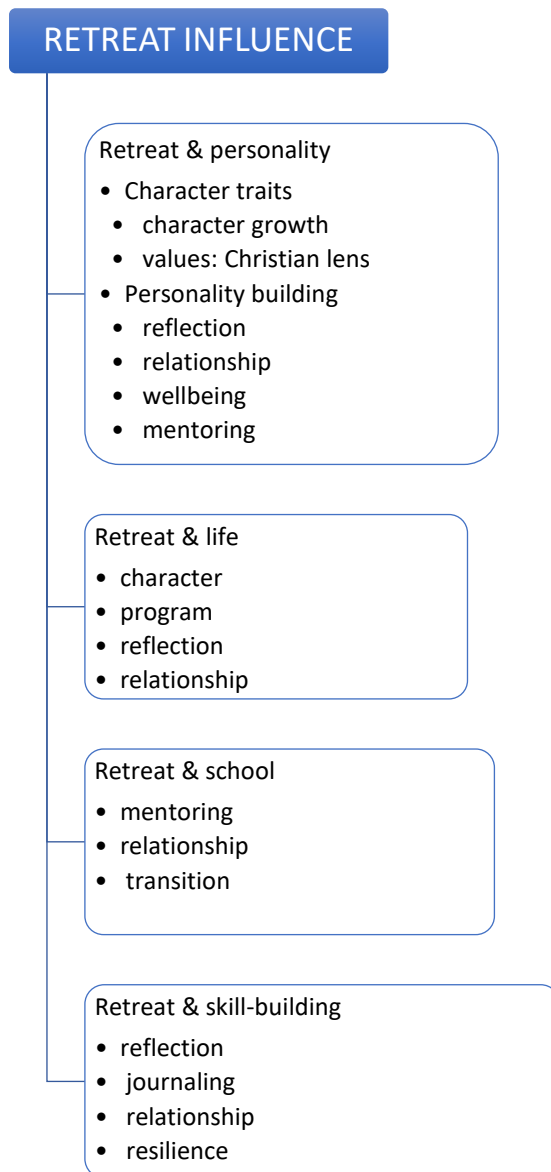 RETREAT INFLUENCE
Retreat & personality
• Character traits
• character growth
• values: Christian lens
• Personality building
• reflection
• relationship
• wellbeing
• mentoring
Retreat & life
• character
• program
• reflection
• relationship
Retreat & school
• mentoring
• relationship
• transition
Retreat & skill-building
• reflection
• journaling
• relationship
• resilience